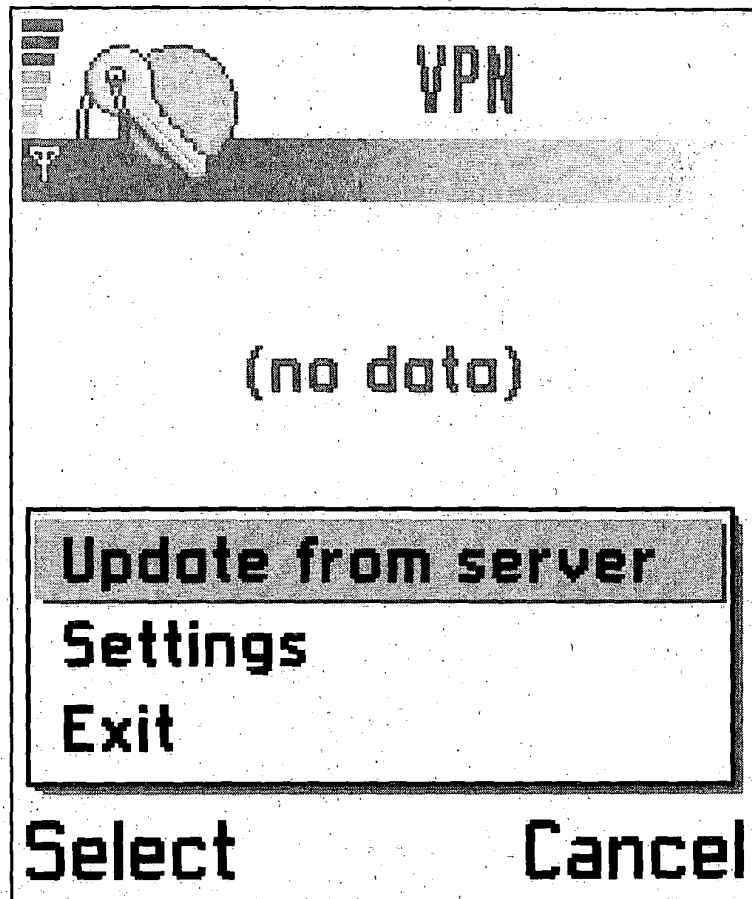 VPN
(no data)
Update from server
Settings
Exit
Select Cancel